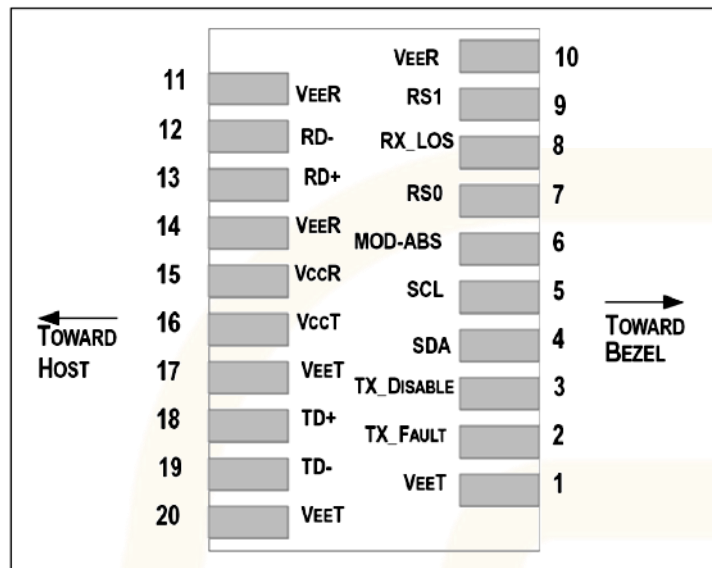 11 VEER
12 RD-
13 RD+
14 VEER
15 VCCR
16 VCCT
17 VEET
18 TD+
19 TD-
20 VEET
TOWARD
HOST
VEER 10
RS1 9
RX_LOS 8
RS0 7
MOD-ABS 6
SCL 5
SDA 4
TX_DISABLE 3
TX_FAULT 2
VEET 1
TOWARD
BEZEL